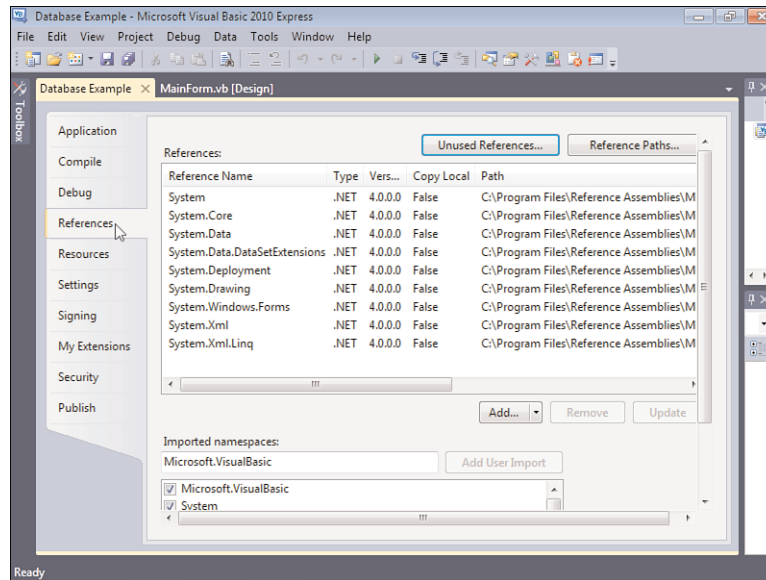 Database Example - Microsoft Visual Basic 2010 Express
File Edit View Project Debug Data Tools Window Help
Toolbox
Database Example MainForm.vb [Design]
Application
Compile
Debug
References
Resources
Settings
Signing
My Extensions
Security
Publish
References:
Unused References... Reference Paths...
Reference Name Type Vers... Copy Local Path
System .NET 4.0.0.0 False C:\Program Files\Reference Assemblies\M
System.Core .NET 4.0.0.0 False C:\Program Files\Reference Assemblies\M
System.Data .NET 4.0.0.0 False C:\Program Files\Reference Assemblies\M
System.Data.DataSetExtensions .NET 4.0.0.0 False C:\Program Files\Reference Assemblies\M
System.Deployment .NET 4.0.0.0 False C:\Program Files\Reference Assemblies\M
System.Drawing .NET 4.0.0.0 False C:\Program Files\Reference Assemblies\M
System.Windows.Forms .NET 4.0.0.0 False C:\Program Files\Reference Assemblies\M
System.Xml .NET 4.0.0.0 False C:\Program Files\Reference Assemblies\M
System.Xml.Linq .NET 4.0.0.0 False C:\Program Files\Reference Assemblies\M
Add... Remove Update
Imported namespaces:
Microsoft.VisualBasic Add User Import
Microsoft.VisualBasic
System
Ready